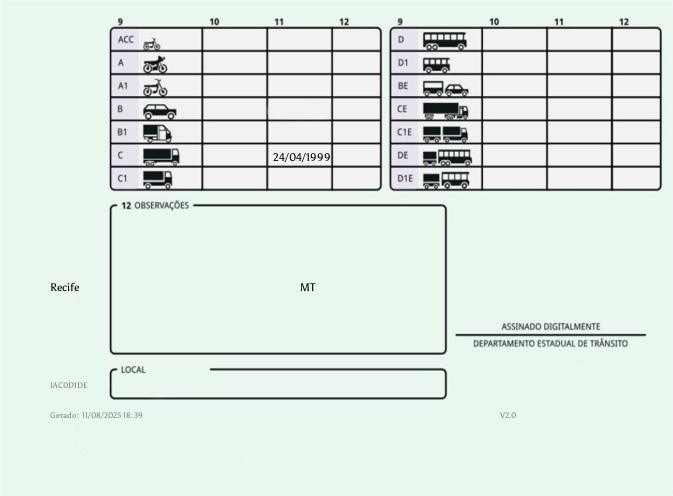 9 10 11 12 9 10 11 12
ACC D
A D1
A1 BE
B CE
B1 C1E
C 24/04/1999 DE
C1 D1E
12 OBSERVAÇÕES
Recife MT
ASSINADO DIGITALMENTE
DEPARTAMENTO ESTADUAL DE TRÂNSITO
LOCAL
IAC0DIDE
Gerado: 11/08/2025 18:39 V2.0